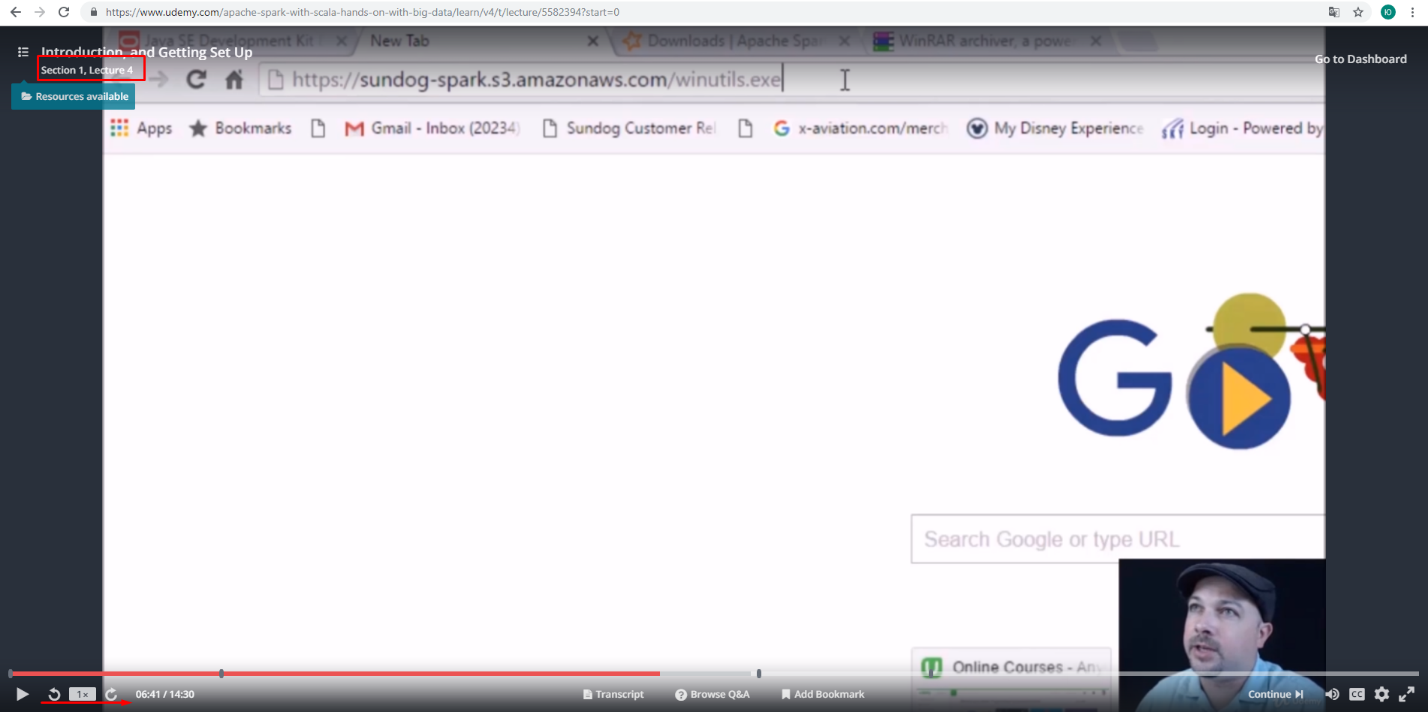 https://www.udemy.com/apache-spark-with-scala-hands-on-with-big-data/learn/v4/t/lecture/5582394?start=0
Java SE Development Kit
New Tab
Downloads | Apache Spa
WinRAR archiver, a powe
Introduction, and Getting Set Up
Go to Dashboard
Section 1, Lecture 4
https://sundog-spark.s3.amazonaws.com/winutils.exe
Resources available
Apps
Bookmarks
Gmail - Inbox (20234)
Sundog Customer Rel
x-aviation.com/merch
My Disney Experience
Login - Powered by
Search Google or type URL
Online Courses - Any
1×
06:41 / 14:30
Transcript
Browse Q&A
Add Bookmark
Continue
CC